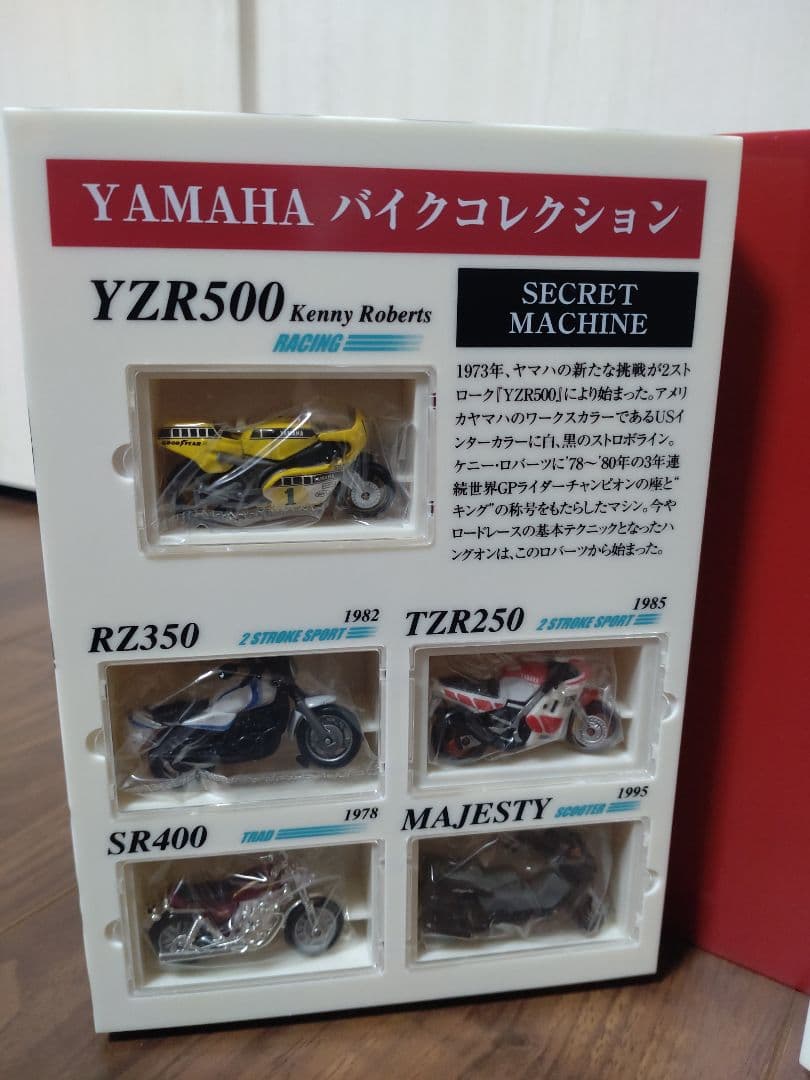 YAMAHA バイクコレクション
YZR500 Kenny Roberts
RACING
SECRET
MACHINE
1973年、ヤマハの新たな挑戦が2スト
ローク『YZR500』により始まった。アメリ
カヤマハのワークスカラーであるUSイ
ンターカラーに白、黒のストロボライン。
ケニー・ロバーツに'78〜'80年の3年連
続世界GPライダーチャンピオンの座と“
キング”の称号をもたらしたマシン。今や
ロードレースの基本テクニックとなったハ
ングオンは、このロバーツから始まった。
GOODYEAR
YAMAHA
1
RZ350
1982
2 STROKE SPORT
TZR250
1985
2 STROKE SPORT
YAMAHA
SR400
1978
TRAD
MAJESTY
1995
SCOOTER